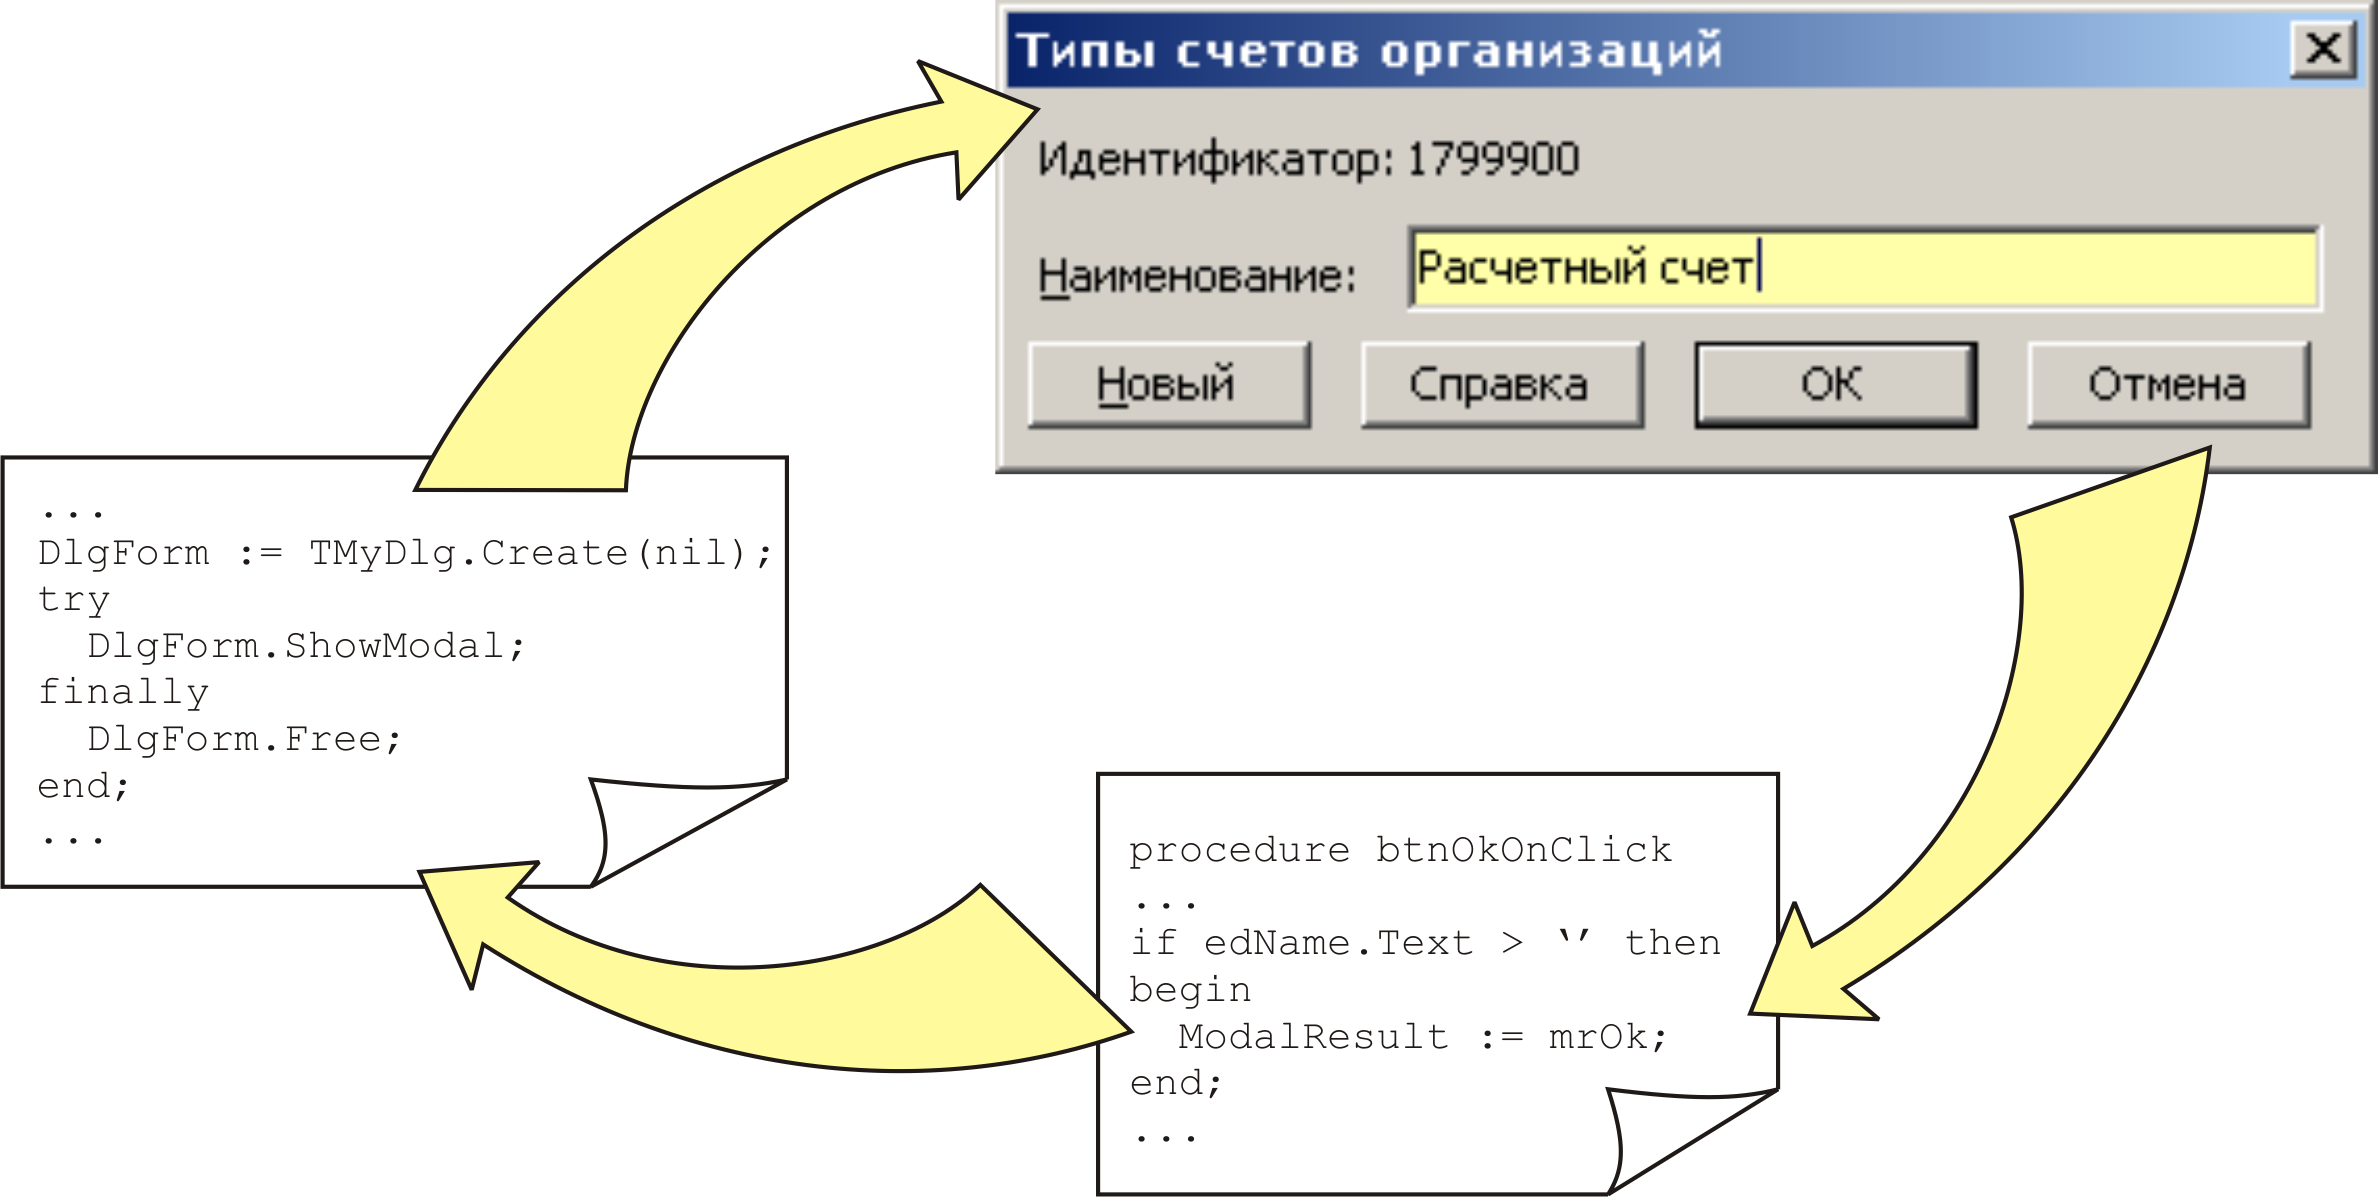 Типы счетов организаций
Идентификатор: 1799900
Наименование: Расчетный счет
Новый Справка ОК Отмена
...
DlgForm := TMyDlg.Create(nil);
try
  DlgForm.ShowModal;
finally
  DlgForm.Free;
end;
...
procedure btnOkOnClick
...
if edName.Text > ‘’ then
begin
  ModalResult := mrOk;
end;
...